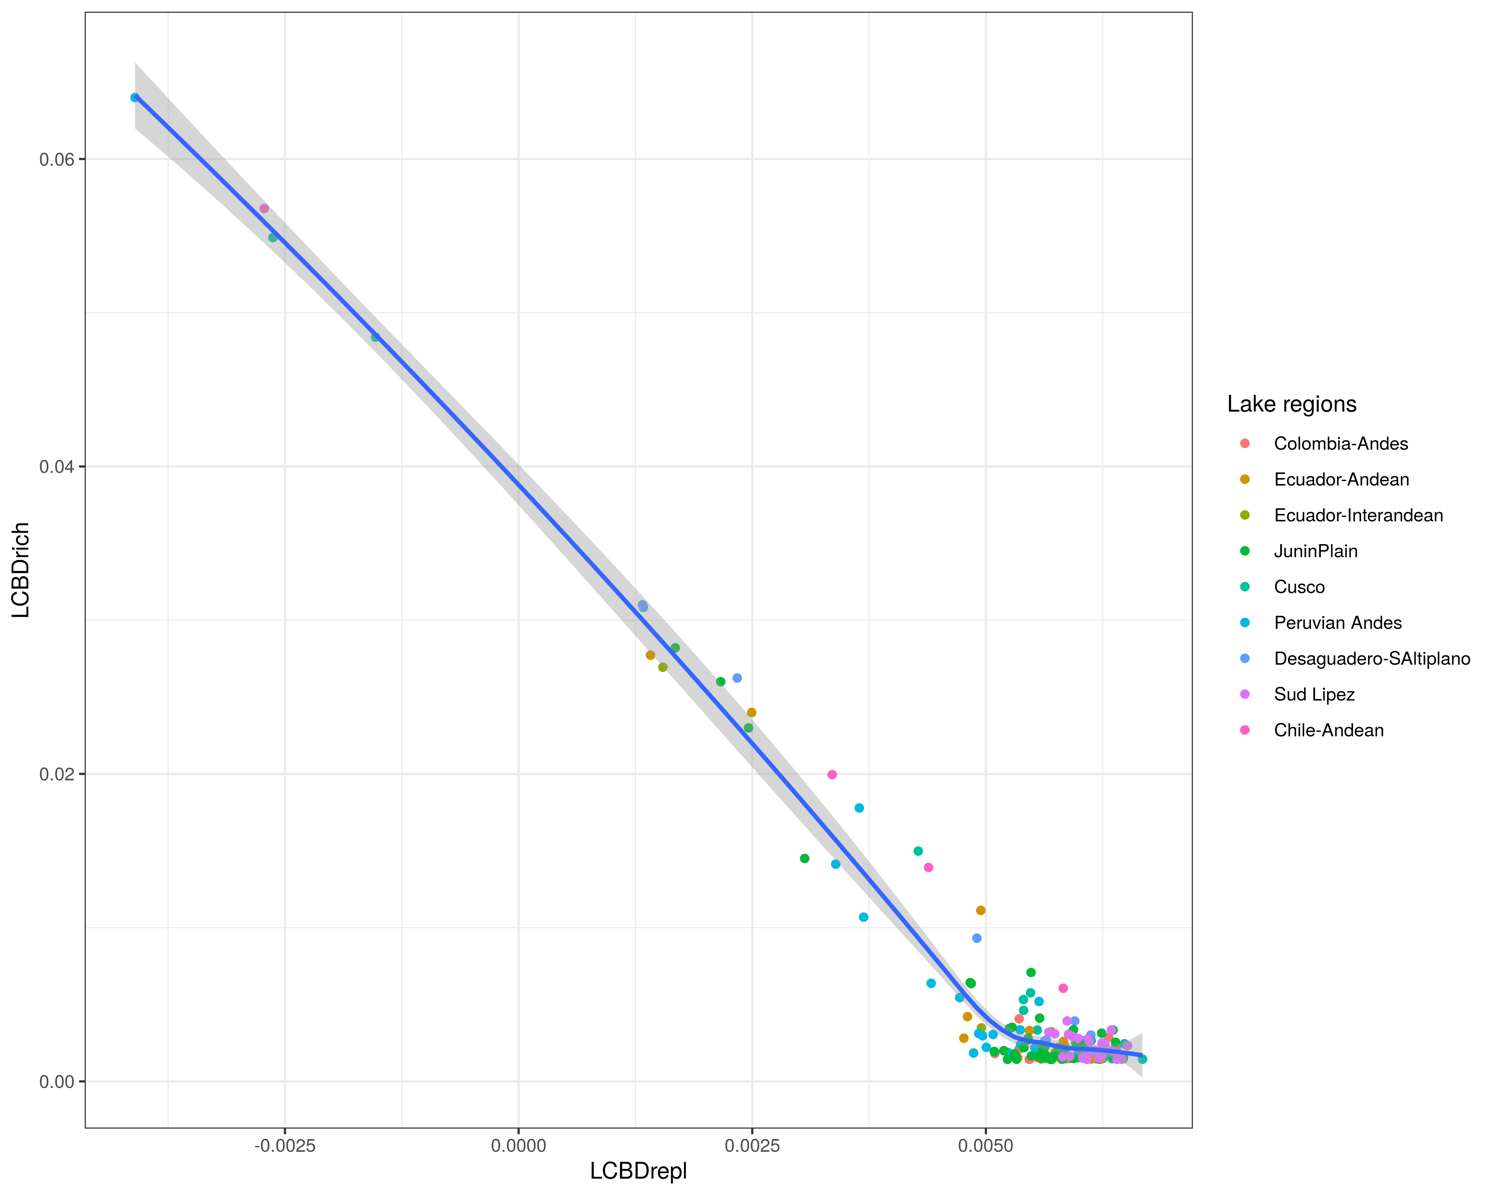 0.06
0.04
0.02
0.00
LCBDrich
-0.0025
0.0000
0.0025
0.0050
LCBDrepl
Lake regions
Colombia-Andes
Ecuador-Andean
Ecuador-Interandean
JuninPlain
Cusco
Peruvian Andes
Desaguadero-SAltiplano
Sud Lipez
Chile-Andean